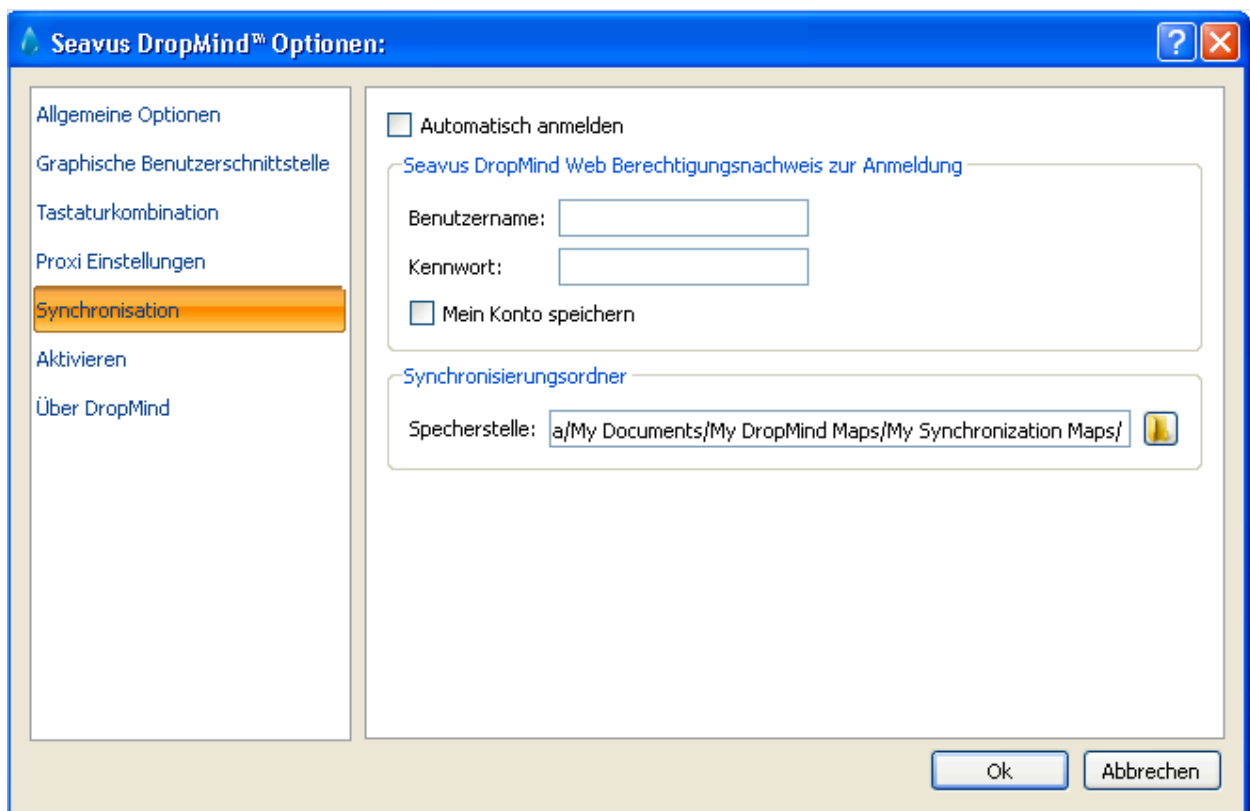 Seavus DropMind™ Optionen:
Allgemeine Optionen
Graphische Benutzerschnittstelle
Tastaturkombination
Proxi Einstellungen
Synchronisation
Aktivieren
Über DropMind
Automatisch anmelden
Seavus DropMind Web Berechtigungsnachweis zur Anmeldung
Benutzername:
Kennwort:
Mein Konto speichern
Synchronisierungsordner
Specherstelle: a/My Documents/My DropMind Maps/My Synchronization Maps/
Ok Abbrechen